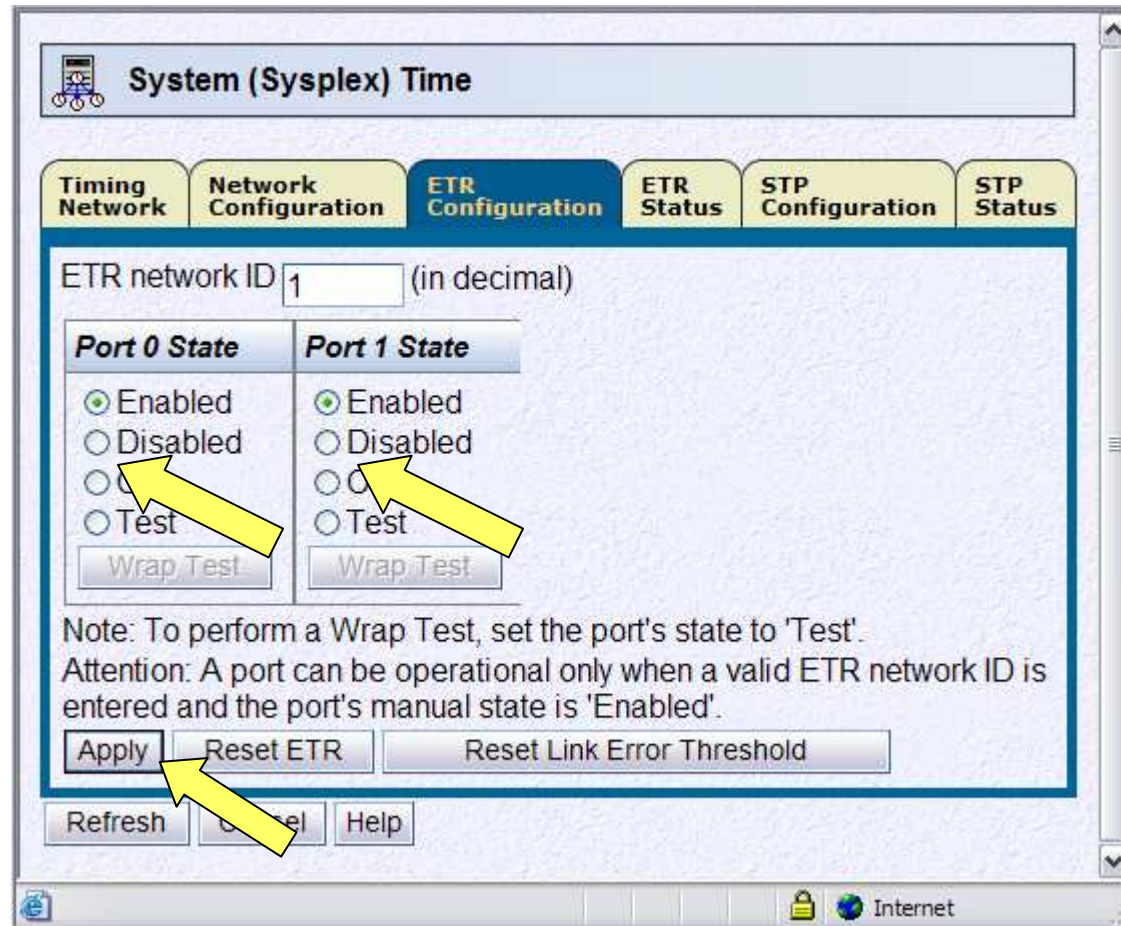 System (Sysplex) Time
Timing Network
Network Configuration
ETR Configuration
ETR Status
STP Configuration
STP Status
ETR network ID 1 (in decimal)
Port 0 State Port 1 State
Enabled Enabled
Disabled Disabled
Test Test
Wrap Test Wrap Test
Note: To perform a Wrap Test, set the port's state to 'Test'.
Attention: A port can be operational only when a valid ETR network ID is
entered and the port's manual state is 'Enabled'.
Apply Reset ETR Reset Link Error Threshold
Refresh Cancel Help
Internet